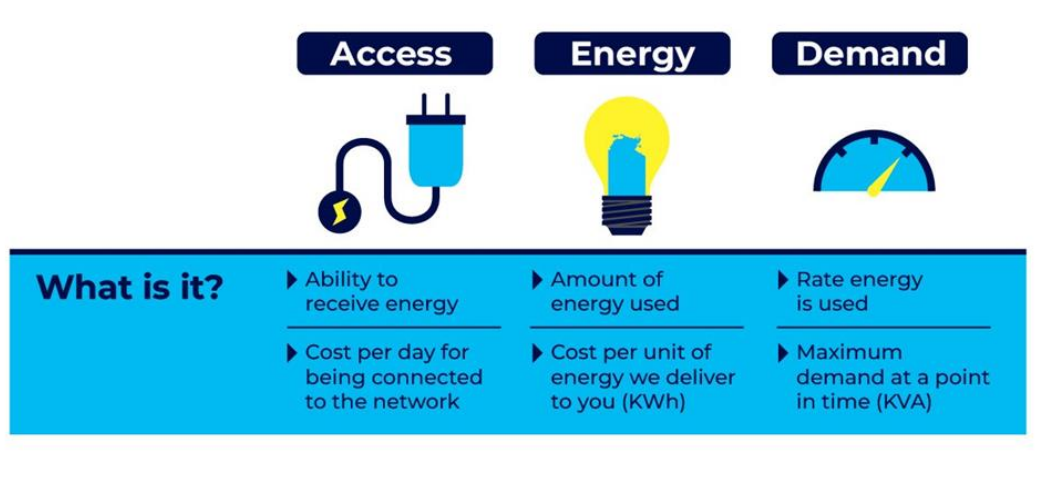 Access
Energy
Demand
What is it?
Ability to
receive energy
Cost per day for
being connected
to the network
Amount of
energy used
Cost per unit of
energy we deliver
to you (KWh)
Rate energy
is used
Maximum
demand at a point
in time (KVA)